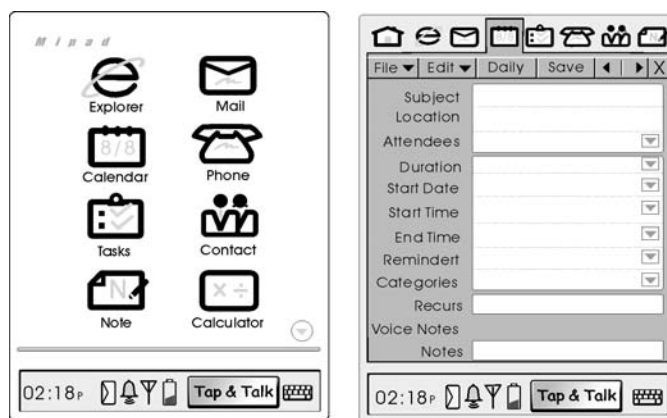 Mipad
Explorer
Mail
8/8
Calendar
Phone
Tasks
Contact
N
Note
Calculator
02:18P
Tap & Talk
8/8
File
Edit
Daily
Save
X
Subject
Location
Attendees
Duration
Start Date
Start Time
End Time
Remindert
Categories
Recurs
Voice Notes
Notes
02:18P
Tap & Talk